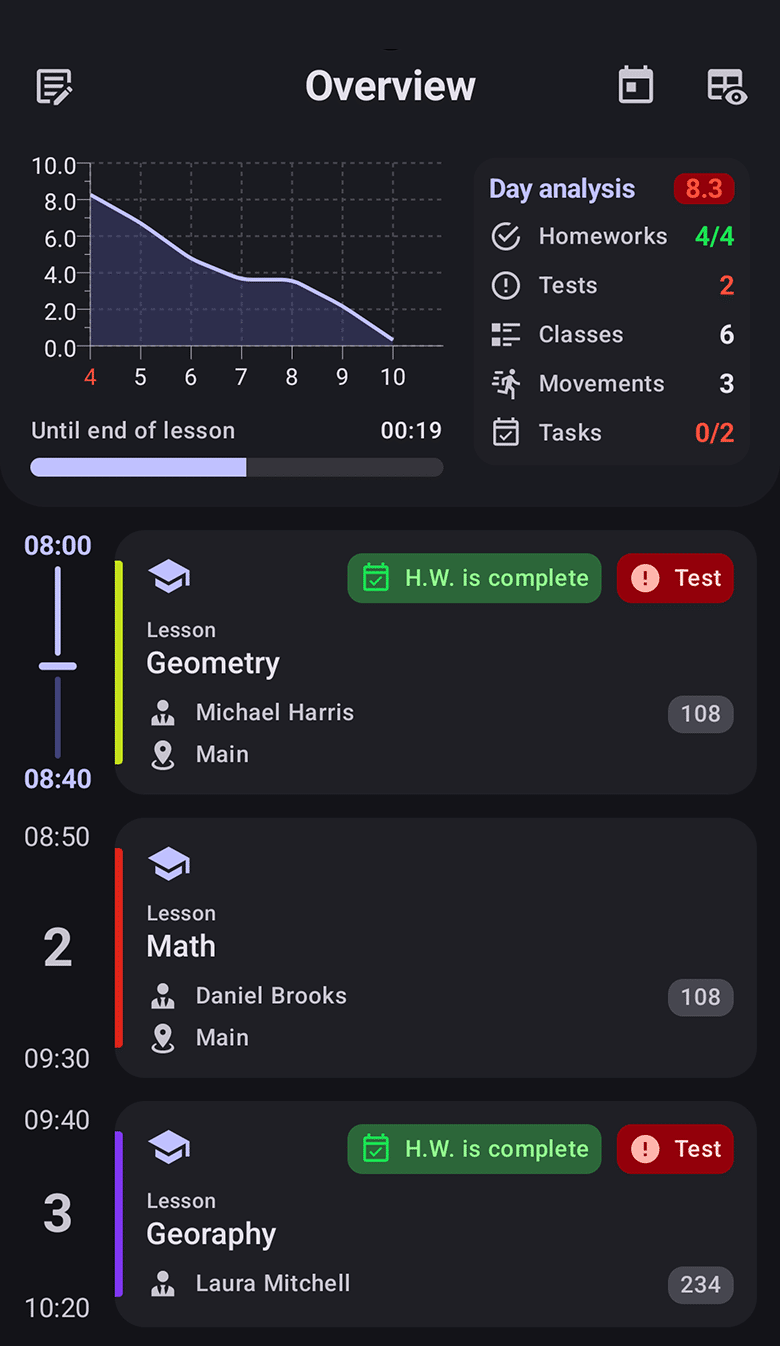 Overview
10.0
8.0
6.0
4.0
2.0
0.0
4 5 6 7 8 9 10
Until end of lesson 00:19
Day analysis 8.3
Homeworks 4/4
Tests 2
Classes 6
Movements 3
Tasks 0/2
08:00
08:40
H.W. is complete Test
Lesson
Geometry
Michael Harris 108
Main
08:50
2
09:30
Lesson
Math
Daniel Brooks 108
Main
09:40
3
10:20
H.W. is complete Test
Lesson
Georaphy
Laura Mitchell 234